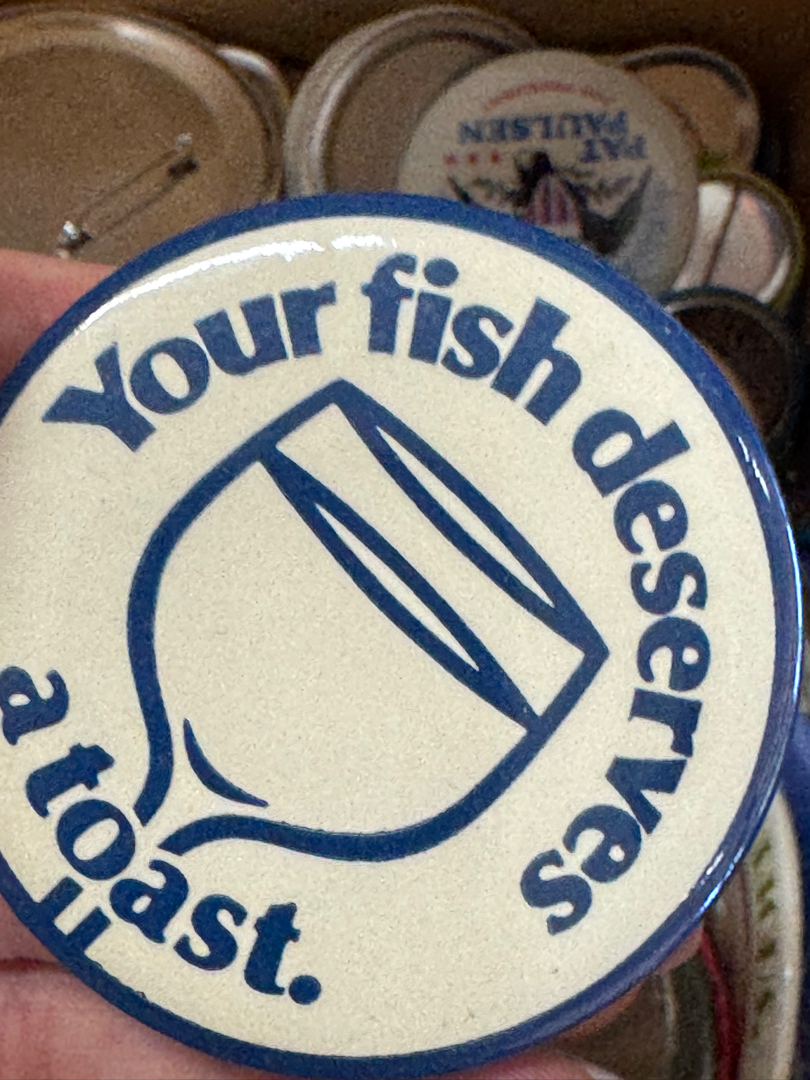 PAT
PAULSEN
Your fish deserves
a toast.